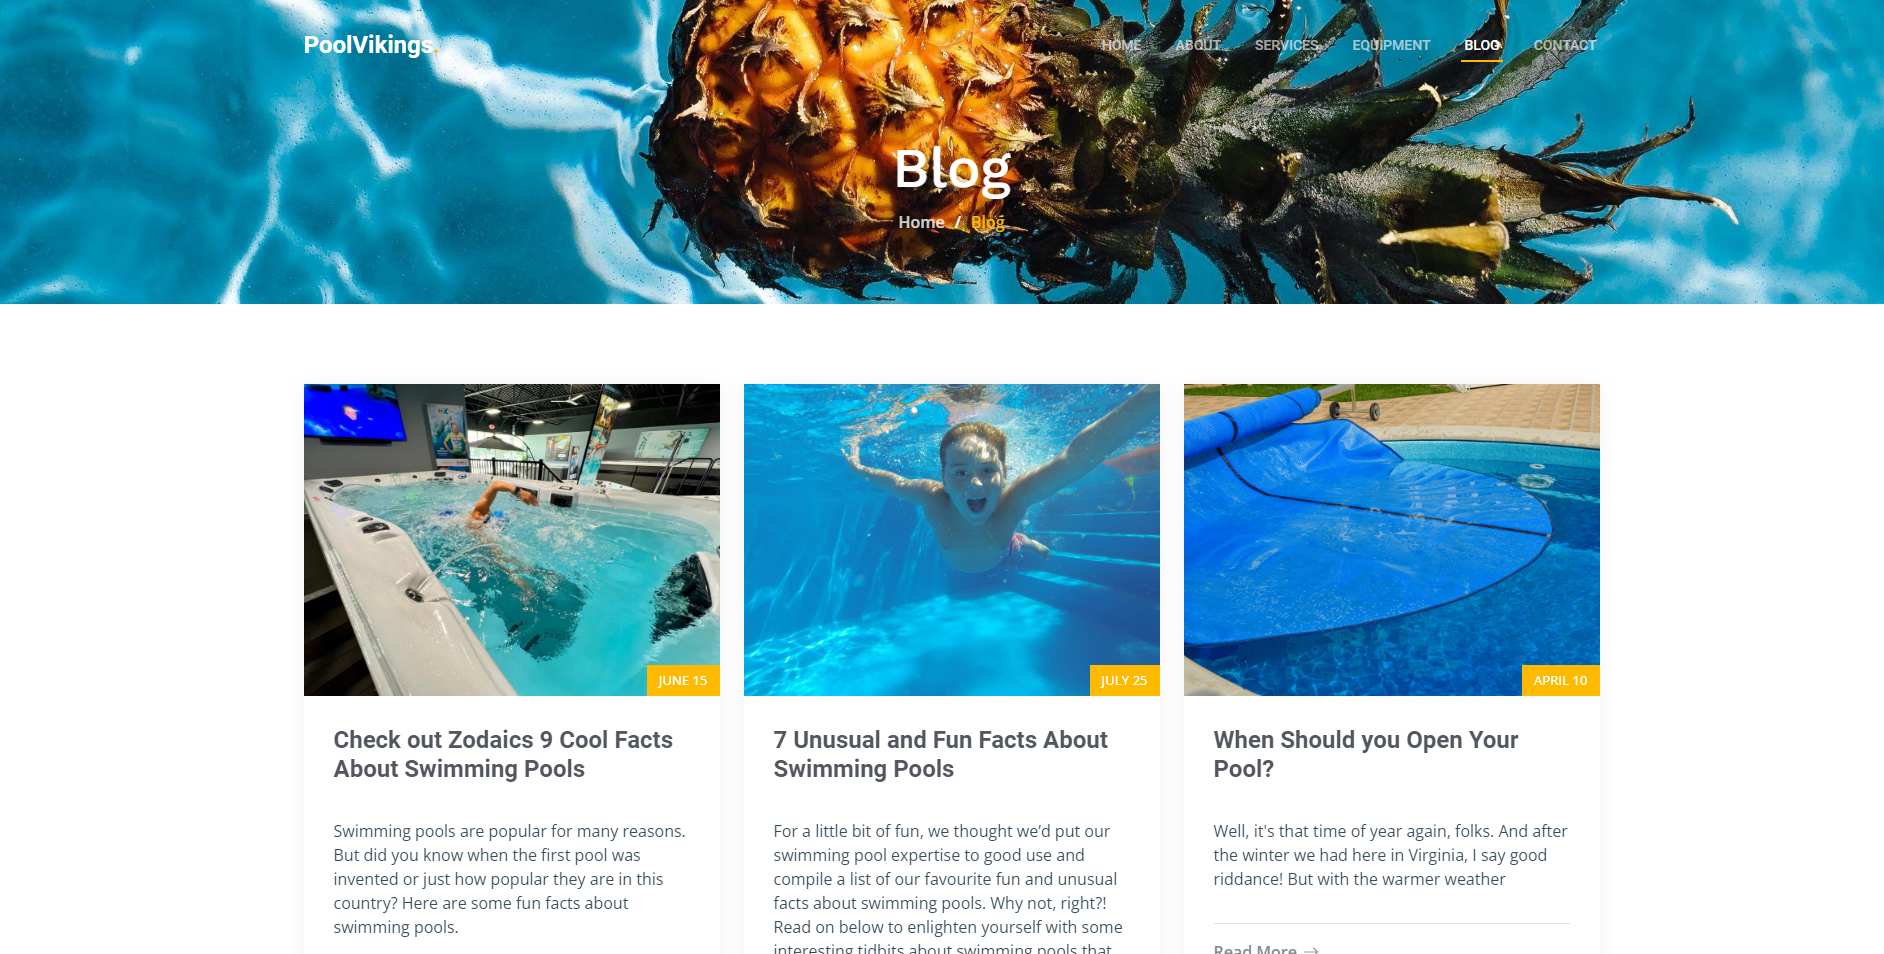 PoolVikings.
HOME ABOUT SERVICES EQUIPMENT BLOG CONTACT
Blog
Home / Blog
JUNE 15
Check out Zodaics 9 Cool Facts
About Swimming Pools
Swimming pools are popular for many reasons.
But did you know when the first pool was
invented or just how popular they are in this
country? Here are some fun facts about
swimming pools.
JULY 25
7 Unusual and Fun Facts About
Swimming Pools
For a little bit of fun, we thought we’d put our
swimming pool expertise to good use and
compile a list of our favourite fun and unusual
facts about swimming pools. Why not, right?!
Read on below to enlighten yourself with some
interesting tidbits about swimming pools that
APRIL 10
When Should you Open Your
Pool?
Well, it's that time of year again, folks. And after
the winter we had here in Virginia, I say good
riddance! But with the warmer weather
Read More →